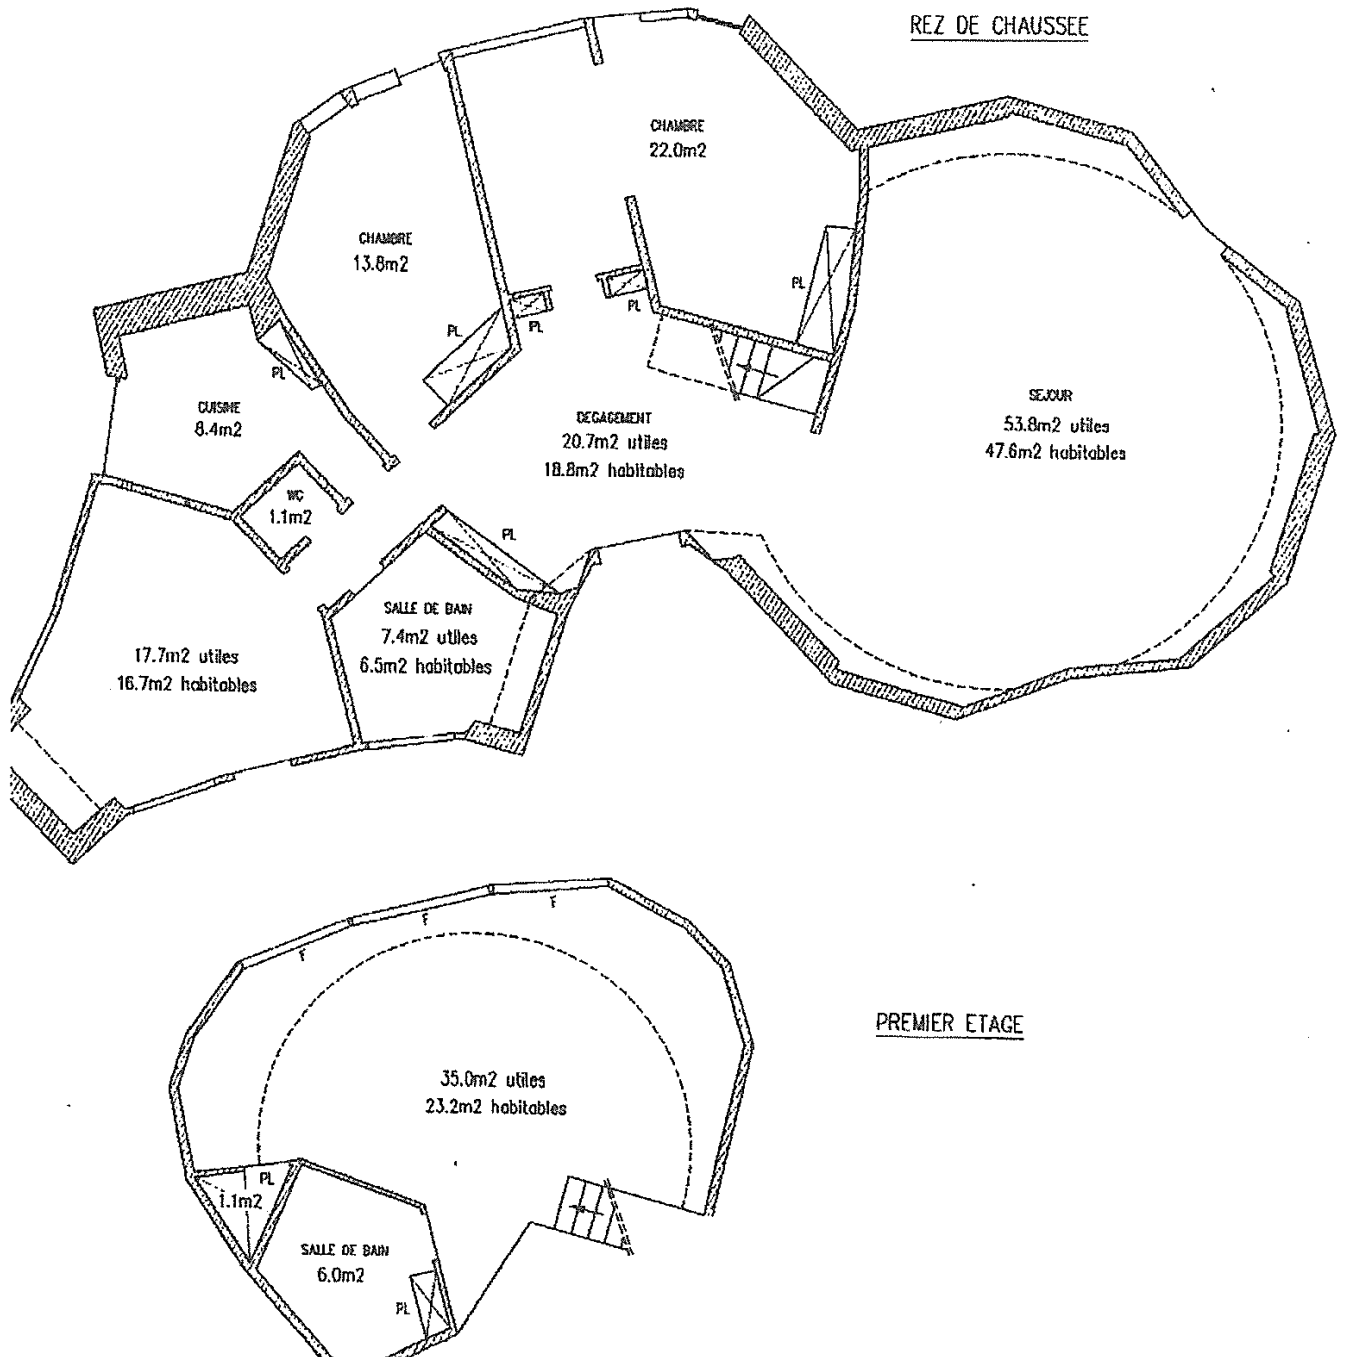 REZ DE CHAUSSEE
CHAMBRE
22.0m2
CHAMBRE
13.8m2
PL
PL
PL
PL
PL
CUISINE
8.4m2
DEGAGEMENT
20.7m2 utiles
18.8m2 habitables
SEJOUR
53.8m2 utiles
47.6m2 habitables
WC
1.1m2
PL
SALLE DE BAIN
7.4m2 utiles
6.5m2 habitables
17.7m2 utiles
16.7m2 habitables
F
F
F
PREMIER ETAGE
35.0m2 utiles
23.2m2 habitables
PL
1.1m2
SALLE DE BAIN
6.0m2
PL